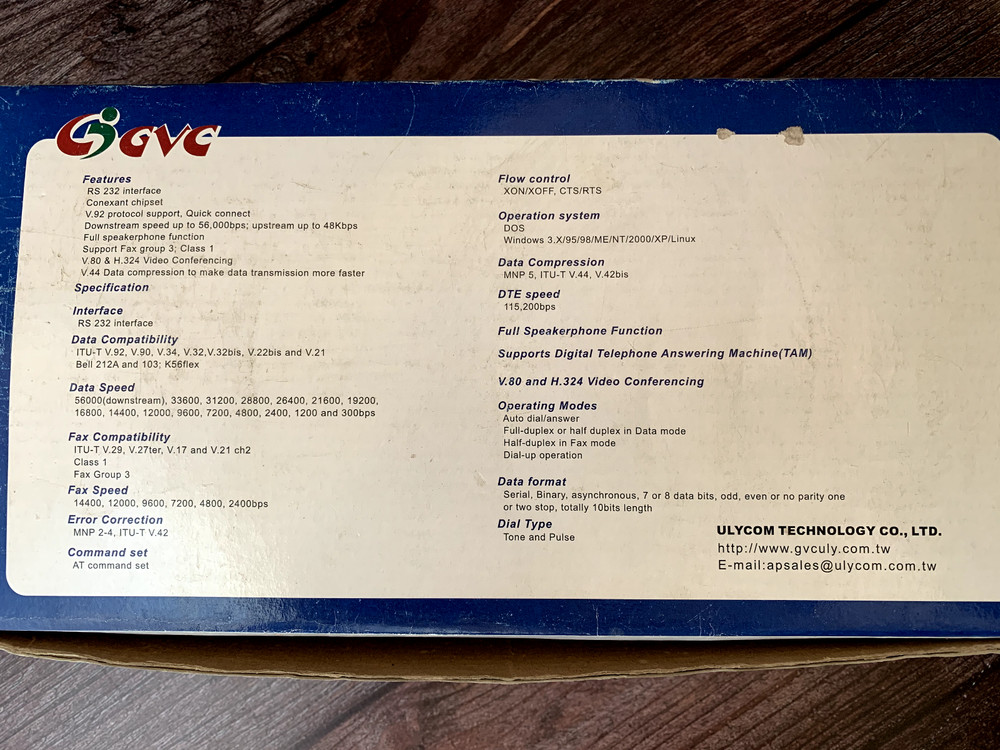 GVC
Features
RS 232 interface
Conexant chipset
V.92 protocol support, Quick connect
Downstream speed up to 56,000bps; upstream up to 48Kbps
Full speakerphone function
Support Fax group 3; Class 1
V.80 & H.324 Video Conferencing
V.44 Data compression to make data transmission more faster
Specification
Interface
RS 232 interface
Data Compatibility
ITU-T V.92, V.90, V.34, V.32,V.32bis, V.22bis and V.21
Bell 212A and 103; K56flex
Data Speed
56000(downstream), 33600, 31200, 28800, 26400, 21600, 19200,
16800, 14400, 12000, 9600, 7200, 4800, 2400, 1200 and 300bps
Fax Compatibility
ITU-T V.29, V.27ter, V.17 and V.21 ch2
Class 1
Fax Group 3
Fax Speed
14400, 12000, 9600, 7200, 4800, 2400bps
Error Correction
MNP 2-4, ITU-T V.42
Command set
AT command set
Flow control
XON/XOFF, CTS/RTS
Operation system
DOS
Windows 3.X/95/98/ME/NT/2000/XP/Linux
Data Compression
MNP 5, ITU-T V.44, V.42bis
DTE speed
115,200bps
Full Speakerphone Function
Supports Digital Telephone Answering Machine(TAM)
V.80 and H.324 Video Conferencing
Operating Modes
Auto dial/answer
Full-duplex or half duplex in Data mode
Half-duplex in Fax mode
Dial-up operation
Data format
Serial, Binary, asynchronous, 7 or 8 data bits, odd, even or no parity one
or two stop, totally 10bits length
Dial Type
Tone and Pulse
ULYCOM TECHNOLOGY CO., LTD.
http://www.gvculy.com.tw
E-mail:apsales@ulycom.com.tw